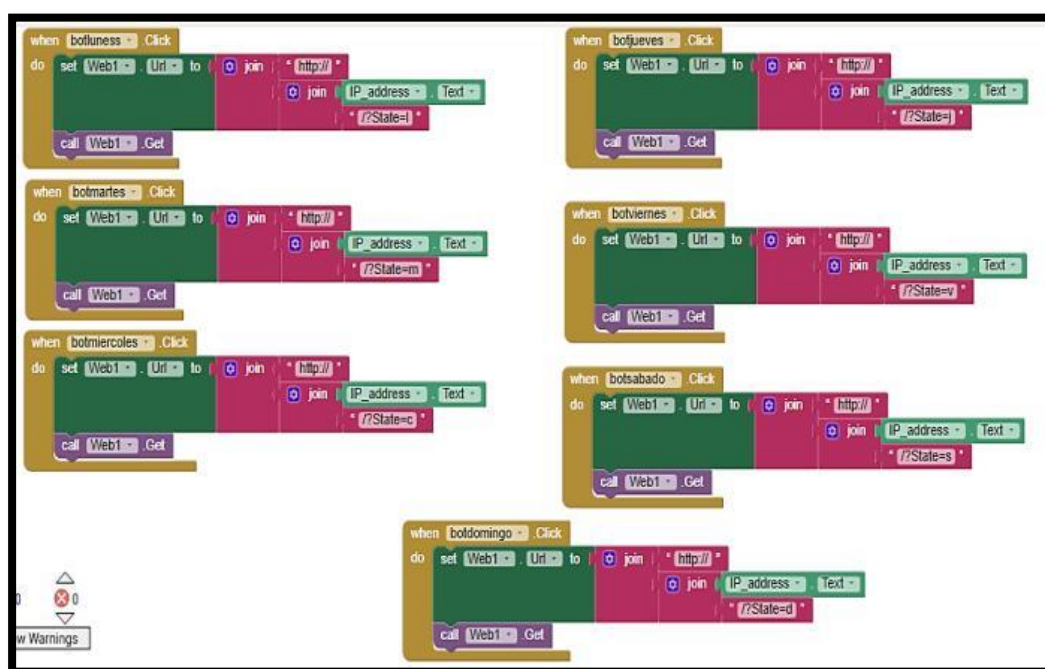 when botluness .Click
do set Web1 . Url to join " http:// "
join IP_address . Text
" /?State=l "
call Web1 .Get
when botmartes .Click
do set Web1 . Url to join " http:// "
join IP_address . Text
" /?State=m "
call Web1 .Get
when botmiercoles .Click
do set Web1 . Url to join " http:// "
join IP_address . Text
" /?State=c "
call Web1 .Get
when botjueves .Click
do set Web1 . Url to join " http:// "
join IP_address . Text
" /?State=j "
call Web1 .Get
when botviernes .Click
do set Web1 . Url to join " http:// "
join IP_address . Text
" /?State=v "
call Web1 .Get
when botsabado .Click
do set Web1 . Url to join " http:// "
join IP_address . Text
" /?State=s "
call Web1 .Get
when botdomingo .Click
do set Web1 . Url to join " http:// "
join IP_address . Text
" /?State=d "
call Web1 .Get
0 0
w Warnings